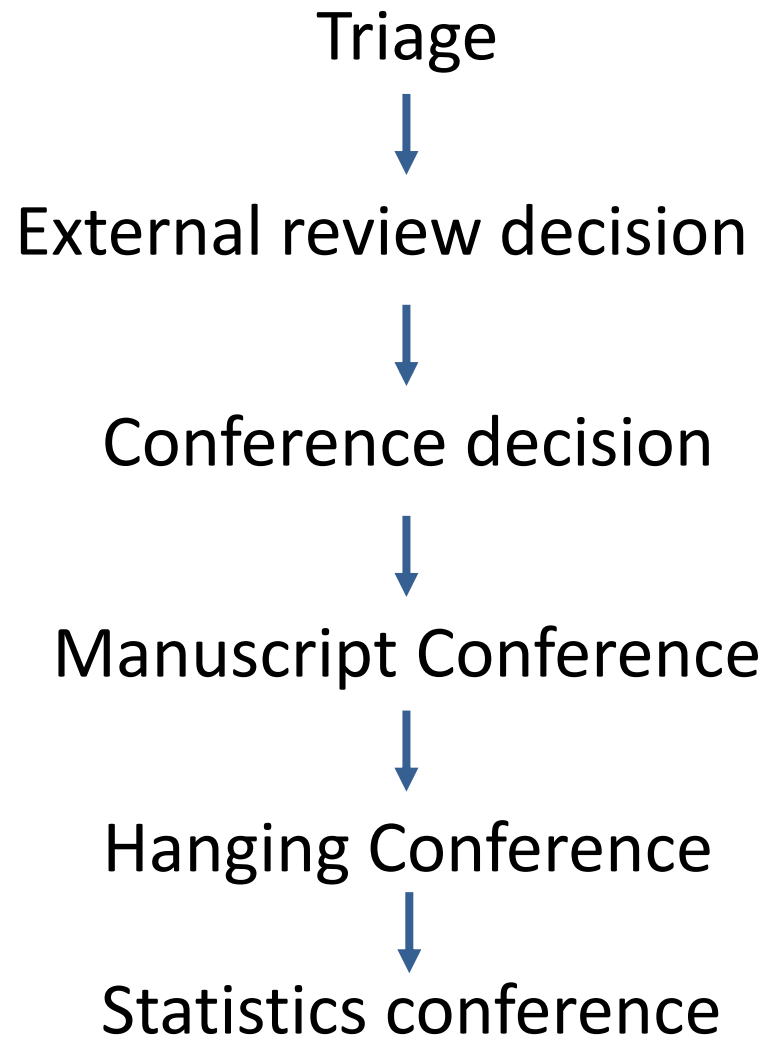 Triage
External review decision
Conference decision
Manuscript Conference
Hanging Conference
Statistics conference